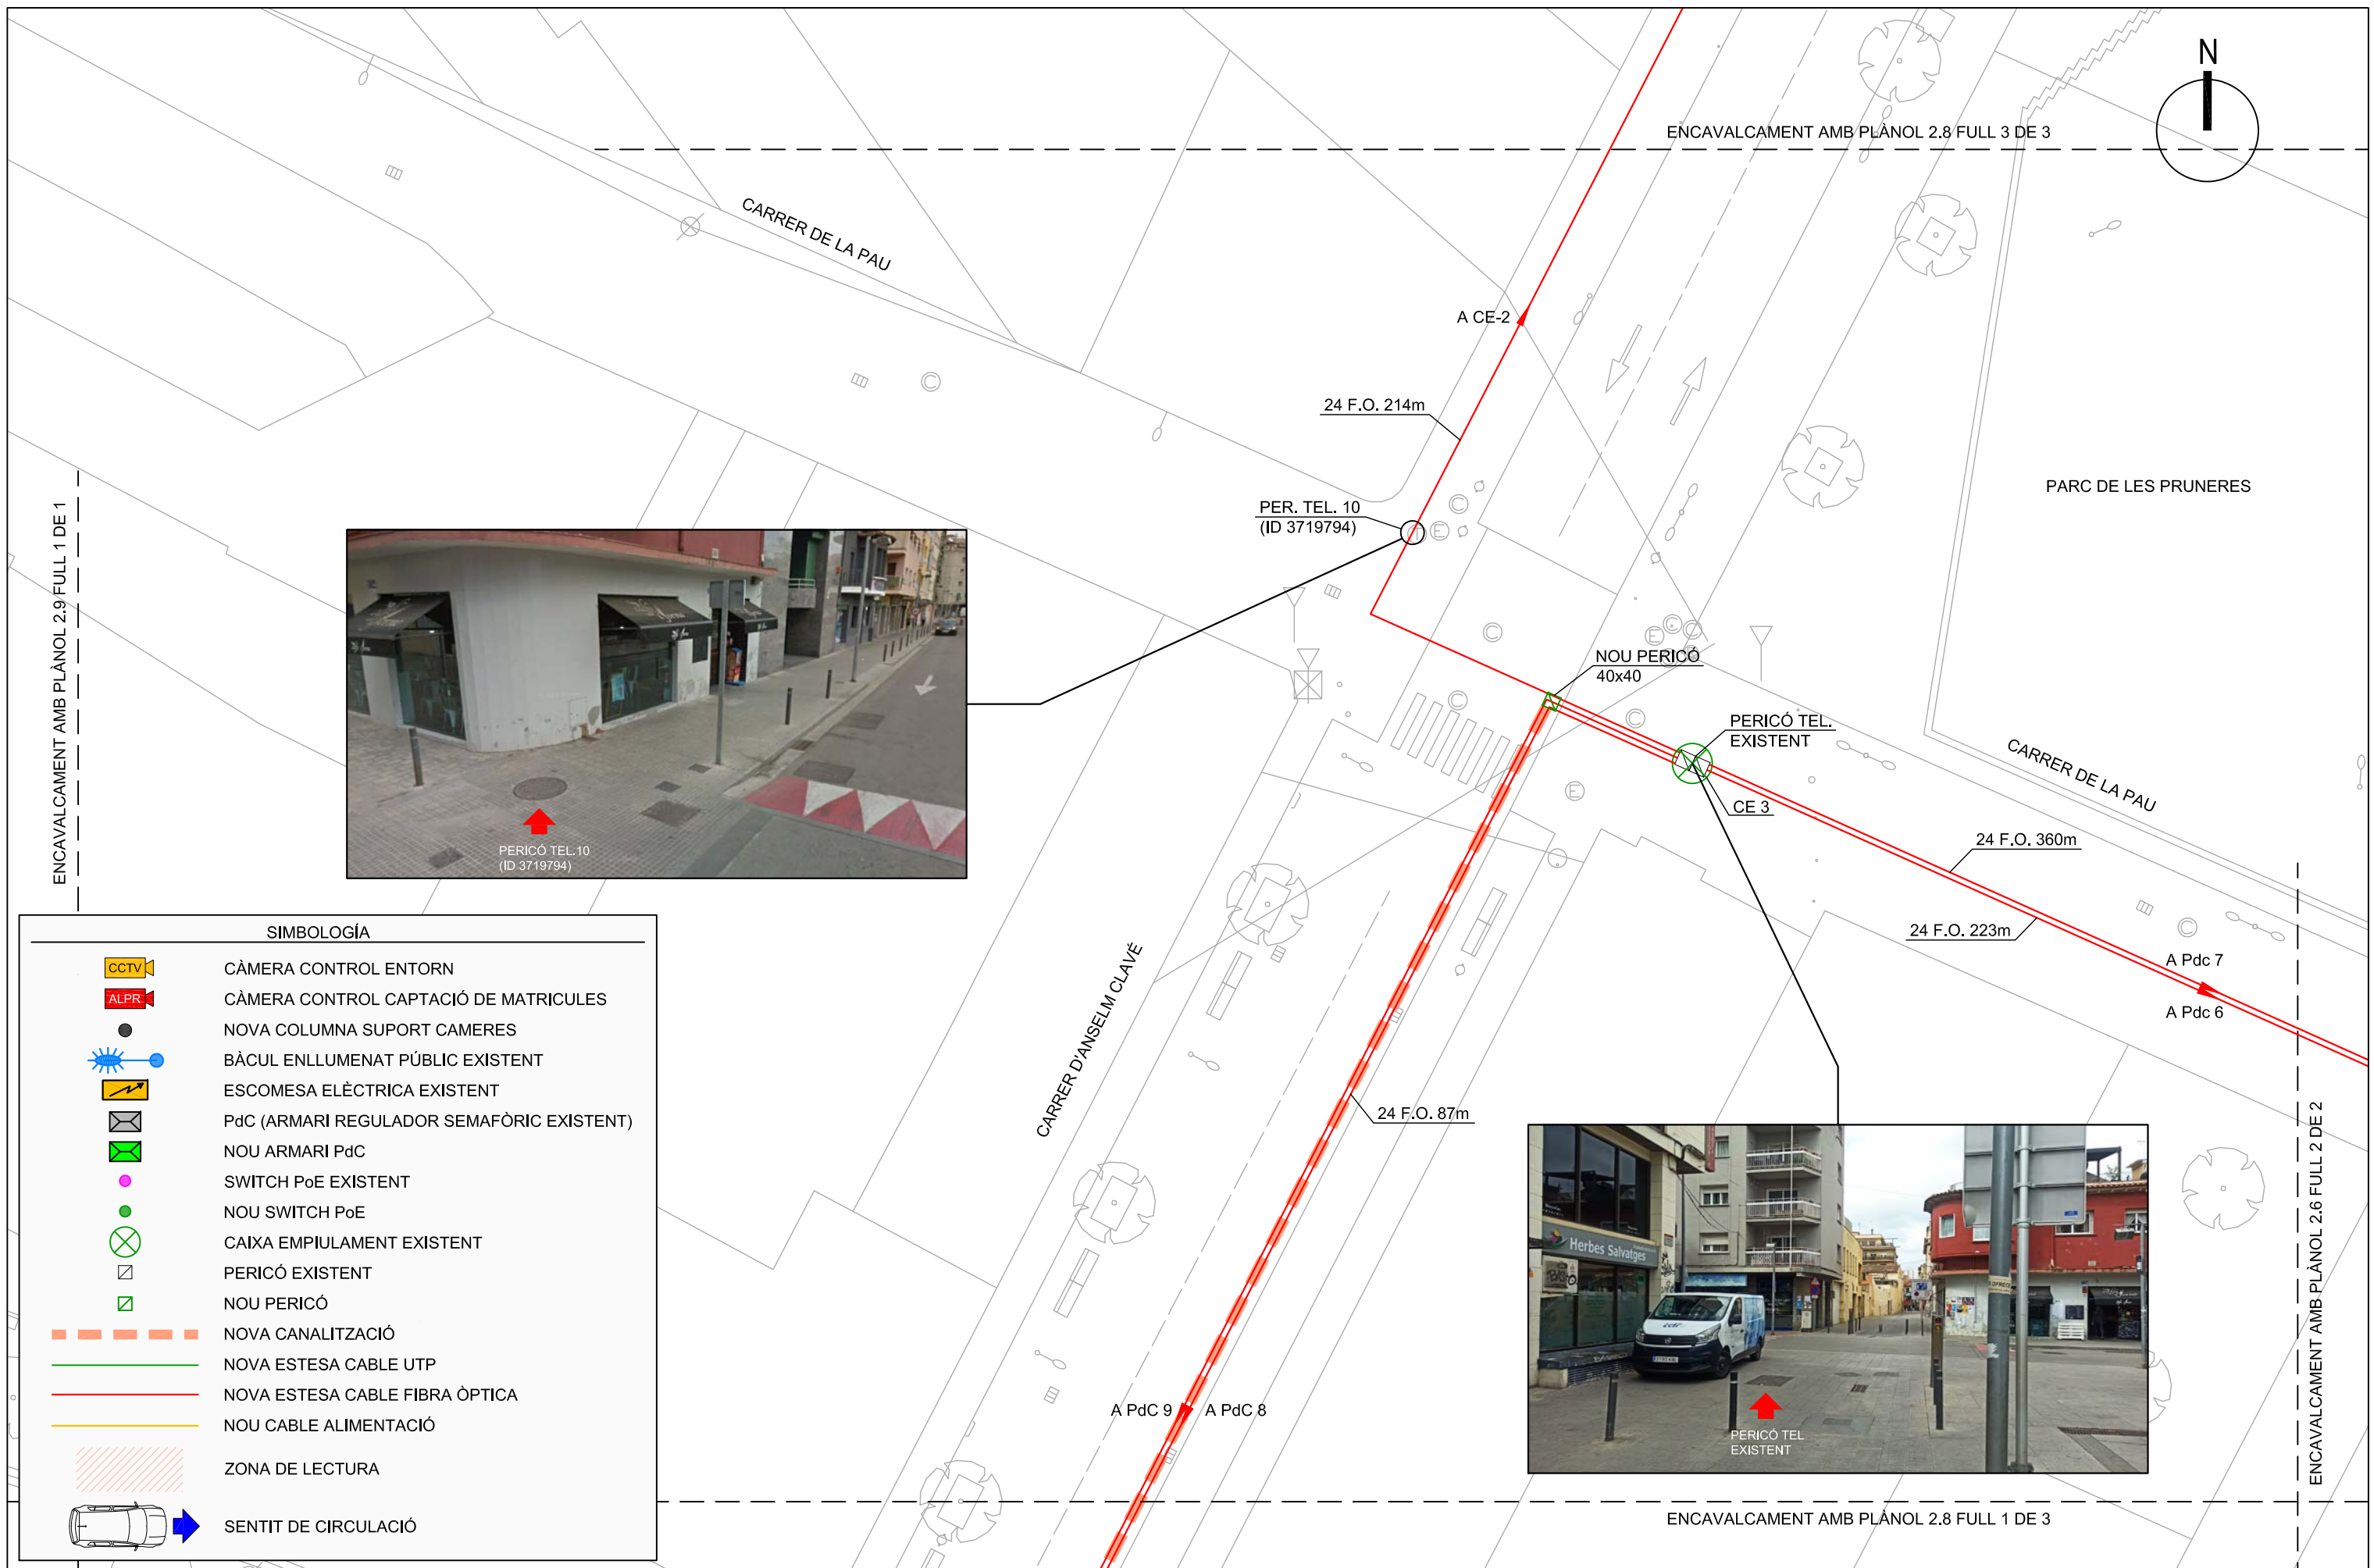 N
ENCAVALCAMENT AMB PLÀNOL 2.8 FULL 3 DE 3
CARRER DE LA PAU
A CE-2
24 F.O. 214m
PARC DE LES PRUNERES
PER. TEL. 10
(ID 3719794)
ENCAVALCAMENT AMB PLÀNOL 2.9 FULL 1 DE 1
NOU PERICÓ
40x40
PERICÓ TEL.
EXISTENT
CE 3
CARRER DE LA PAU
24 F.O. 360m
24 F.O. 223m
A Pdc 7
A Pdc 6
PERICÓ TEL.10
(ID 3719794)
CARRER D'ANSELM CLAVÉ
24 F.O. 87m
A PdC 9
A PdC 8
Herbes Salvatges
PERICÓ TEL
EXISTENT
ENCAVALCAMENT AMB PLÀNOL 2.6 FULL 2 DE 2
ENCAVALCAMENT AMB PLÀNOL 2.8 FULL 1 DE 3
SIMBOLOGÍA
CCTV CÀMERA CONTROL ENTORN
ALPR CÀMERA CONTROL CAPTACIÓ DE MATRICULES
NOVA COLUMNA SUPORT CAMERES
BÀCUL ENLLUMENAT PÚBLIC EXISTENT
ESCOMESA ELÈCTRICA EXISTENT
PdC (ARMARI REGULADOR SEMAFÒRIC EXISTENT)
NOU ARMARI PdC
SWITCH PoE EXISTENT
NOU SWITCH PoE
CAIXA EMPIULAMENT EXISTENT
PERICÓ EXISTENT
NOU PERICÓ
NOVA CANALITZACIÓ
NOVA ESTESA CABLE UTP
NOVA ESTESA CABLE FIBRA ÒPTICA
NOU CABLE ALIMENTACIÓ
ZONA DE LECTURA
SENTIT DE CIRCULACIÓ